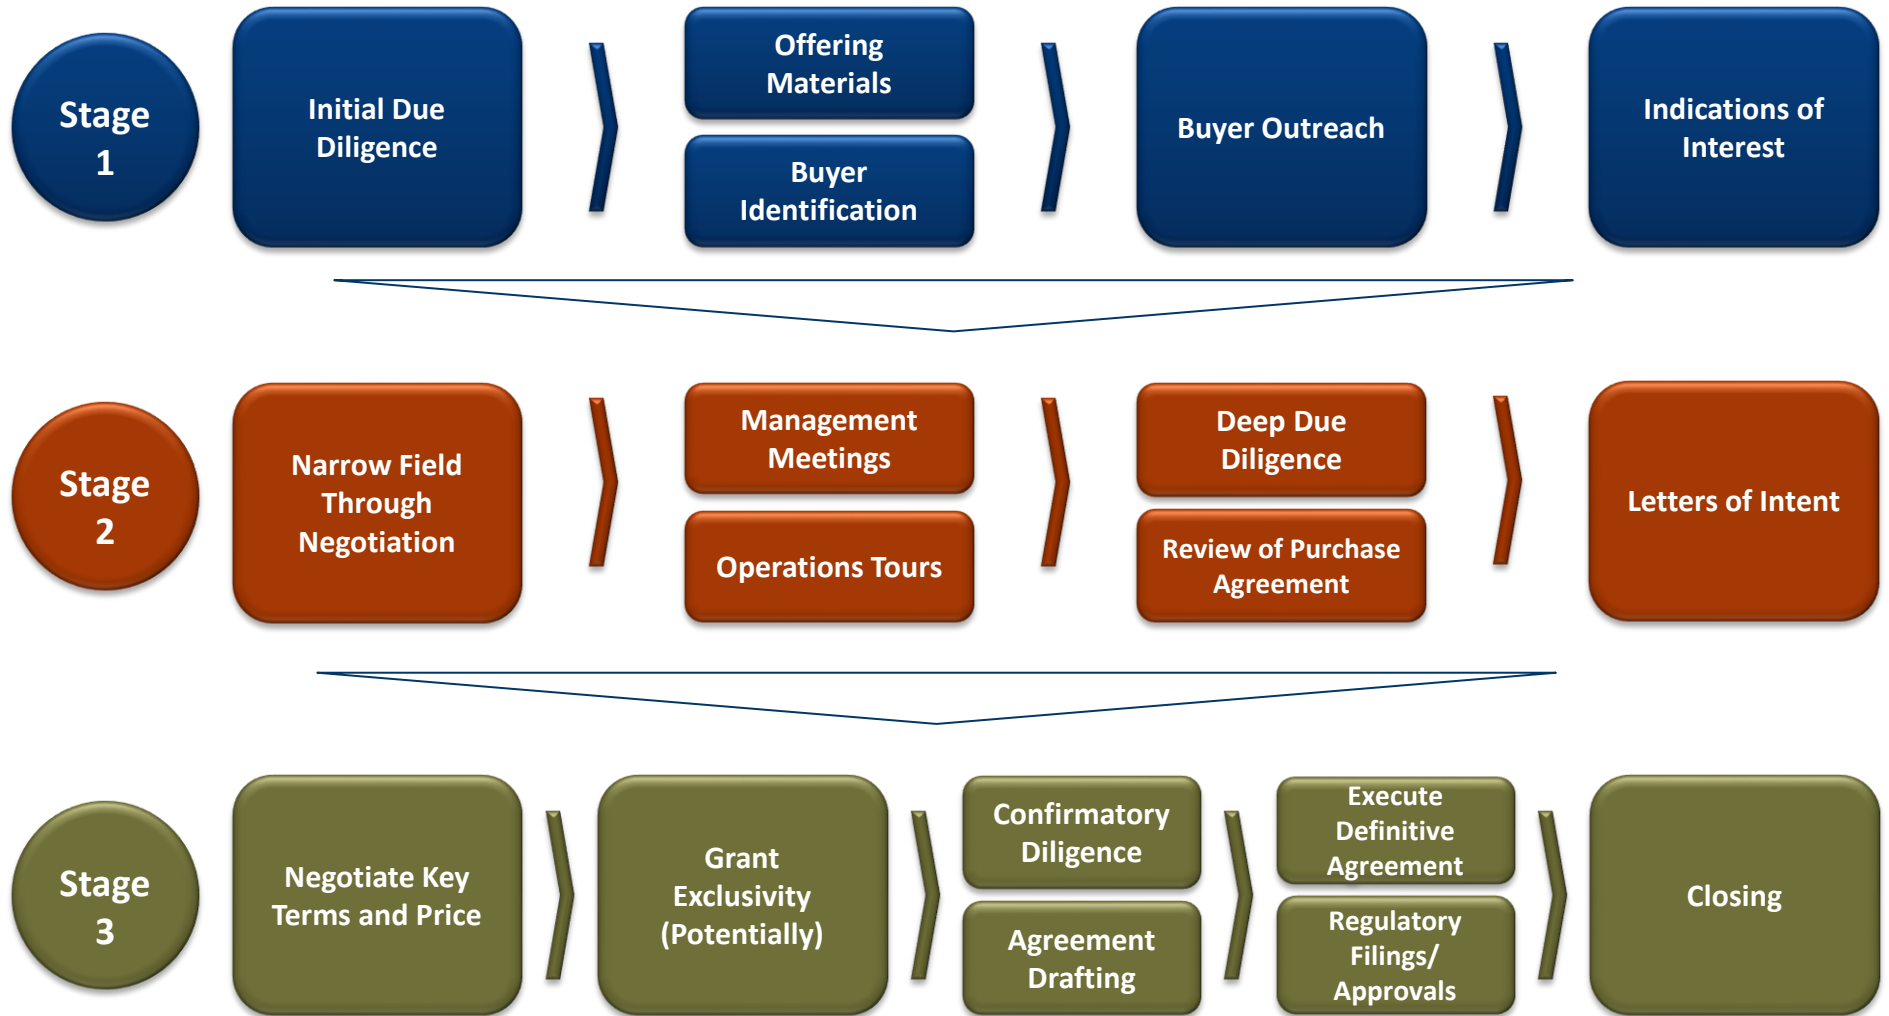 Stage
1
Initial Due
Diligence
Offering
Materials
Buyer
Identification
Buyer Outreach
Indications of
Interest
Stage
2
Narrow Field
Through
Negotiation
Management
Meetings
Operations Tours
Deep Due
Diligence
Review of Purchase
Agreement
Letters of Intent
Stage
3
Negotiate Key
Terms and Price
Grant
Exclusivity
(Potentially)
Confirmatory
Diligence
Agreement
Drafting
Execute
Definitive
Agreement
Regulatory
Filings/
Approvals
Closing